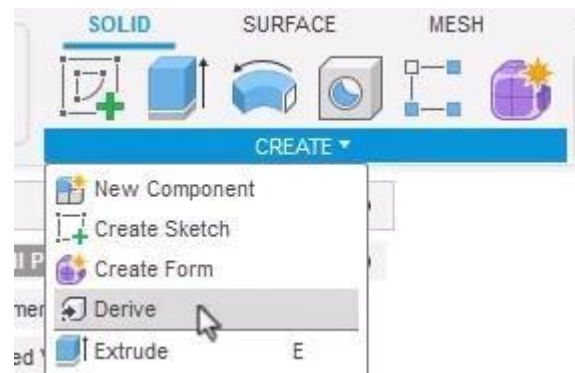 SOLID SURFACE MESH
CREATE
New Component
Create Sketch
Create Form
Derive
Extrude E